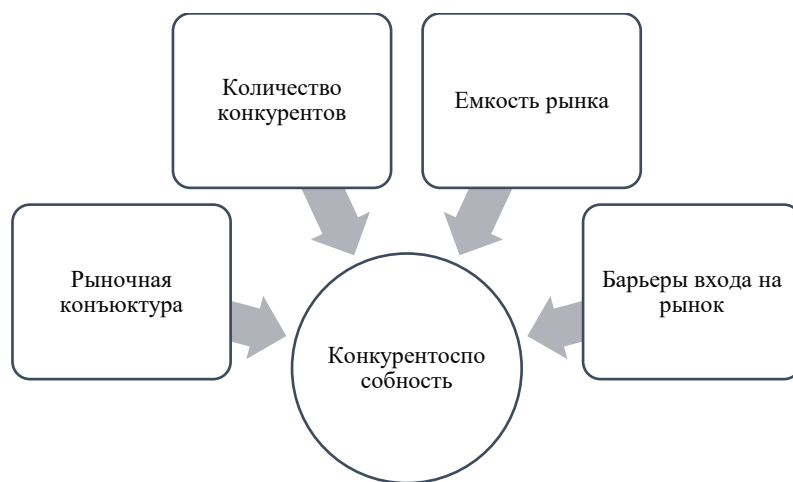 Количество
конкурентов
Емкость рынка
Рыночная
конъюктура
Барьеры входа на
рынок
Конкурентоспо
собность